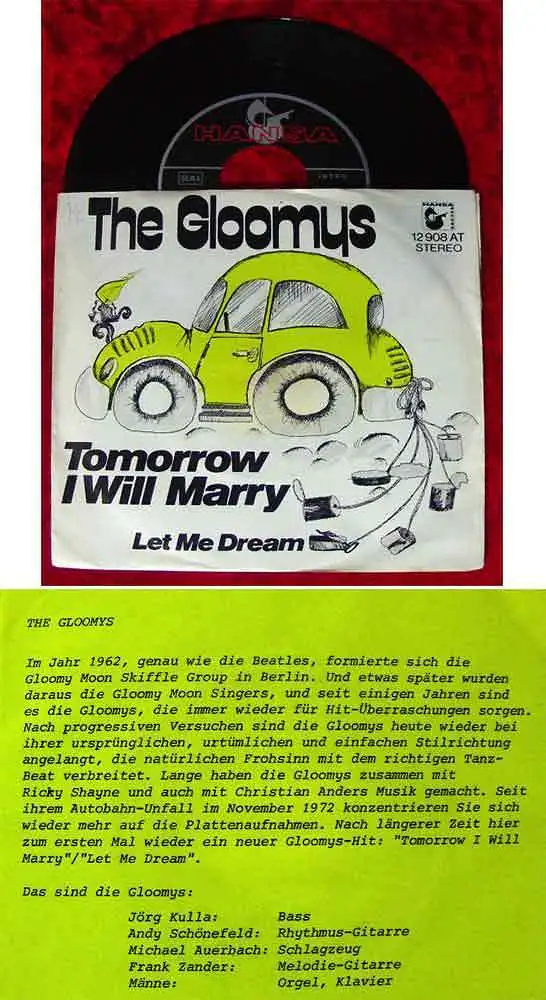 HANSA
The Gloomys
HANSA
12 908 AT
STEREO
Tomorrow
I Will Marry
Let Me Dream
THE GLOOMYS
Im Jahr 1962, genau wie die Beatles, formierte sich die
Gloomy Moon Skiffle Group in Berlin. Und etwas später wurden
daraus die Gloomy Moon Singers, und seit einigen Jahren sind
es die Gloomys, die immer wieder für Hit-Überraschungen sorgen.
Nach progressiven Versuchen sind die Gloomys heute wieder bei
ihrer ursprünglichen, urtümlichen und einfachen Stilrichtung
angelangt, die natürlichen Frohsinn mit dem richtigen Tanz-
Beat verbreitet. Lange haben die Gloomys zusammen mit
Ricky Shayne und auch mit Christian Anders Musik gemacht. Seit
ihrem Autobahn-Unfall im November 1972 konzentrieren Sie sich
wieder mehr auf die Plattenaufnahmen. Nach längerer Zeit hier
zum ersten Mal wieder ein neuer Gloomys-Hit: "Tomorrow I Will
Marry"/"Let Me Dream".
Das sind die Gloomys:
Jörg Kulla: Bass
Andy Schönefeld: Rhythmus-Gitarre
Michael Auerbach: Schlagzeug
Frank Zander: Melodie-Gitarre
Männe: Orgel, Klavier